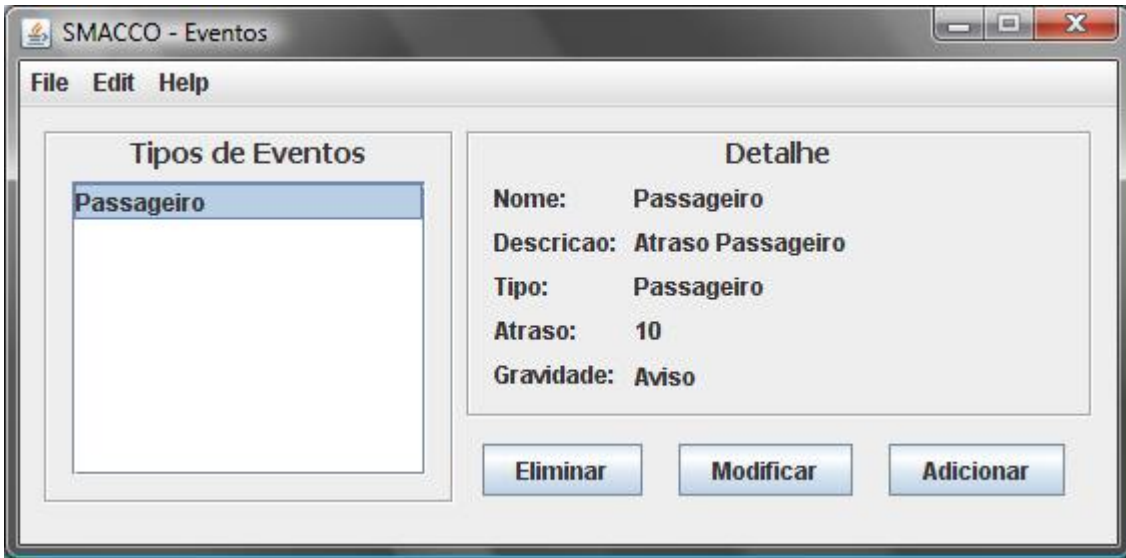 SMACCO - Eventos
File Edit Help
Tipos de Eventos
Passageiro
Detalhe
Nome: Passageiro
Descricao: Atraso Passageiro
Tipo: Passageiro
Atraso: 10
Gravidade: Aviso
Eliminar Modificar Adicionar